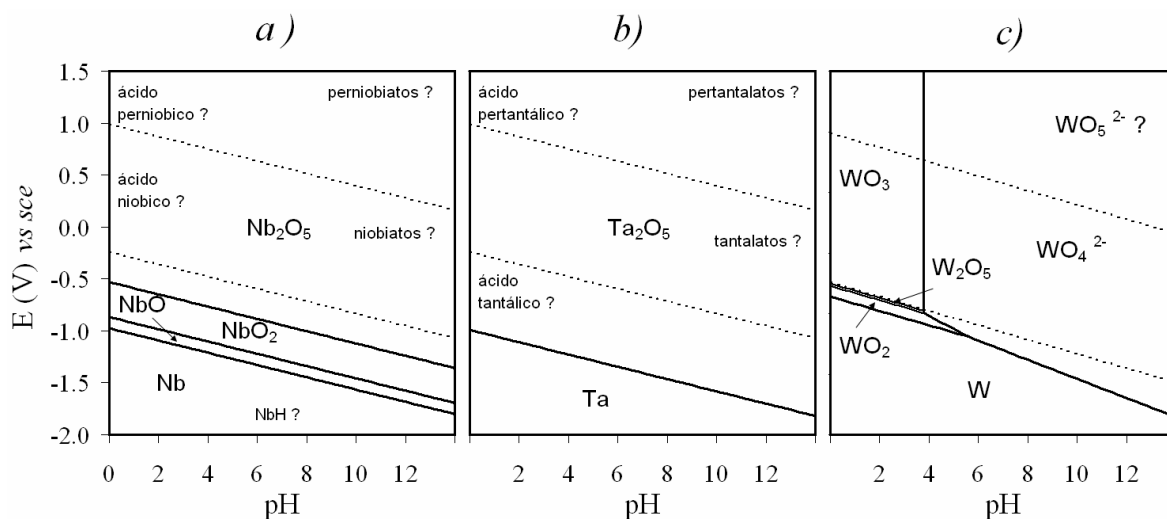 a )
b)
c)
E (V) vs sce
1.5
1.0
0.5
0.0
-0.5
-1.0
-1.5
-2.0
ácido
perniobico ?
perniobiatos ?
ácido
niobico ?
Nb₂O₅
niobiatos ?
NbO
NbO₂
Nb
NbH ?
0 2 4 6 8 10 12
pH
ácido
pertantálico ?
pertantalatos ?
Ta₂O₅
tantalatos ?
ácido
tantálico ?
Ta
0 2 4 6 8 10 12
pH
WO₅ ²⁻ ?
WO₃
WO₄ ²⁻
W₂O₅
WO₂
W
2 4 6 8 10 12
pH